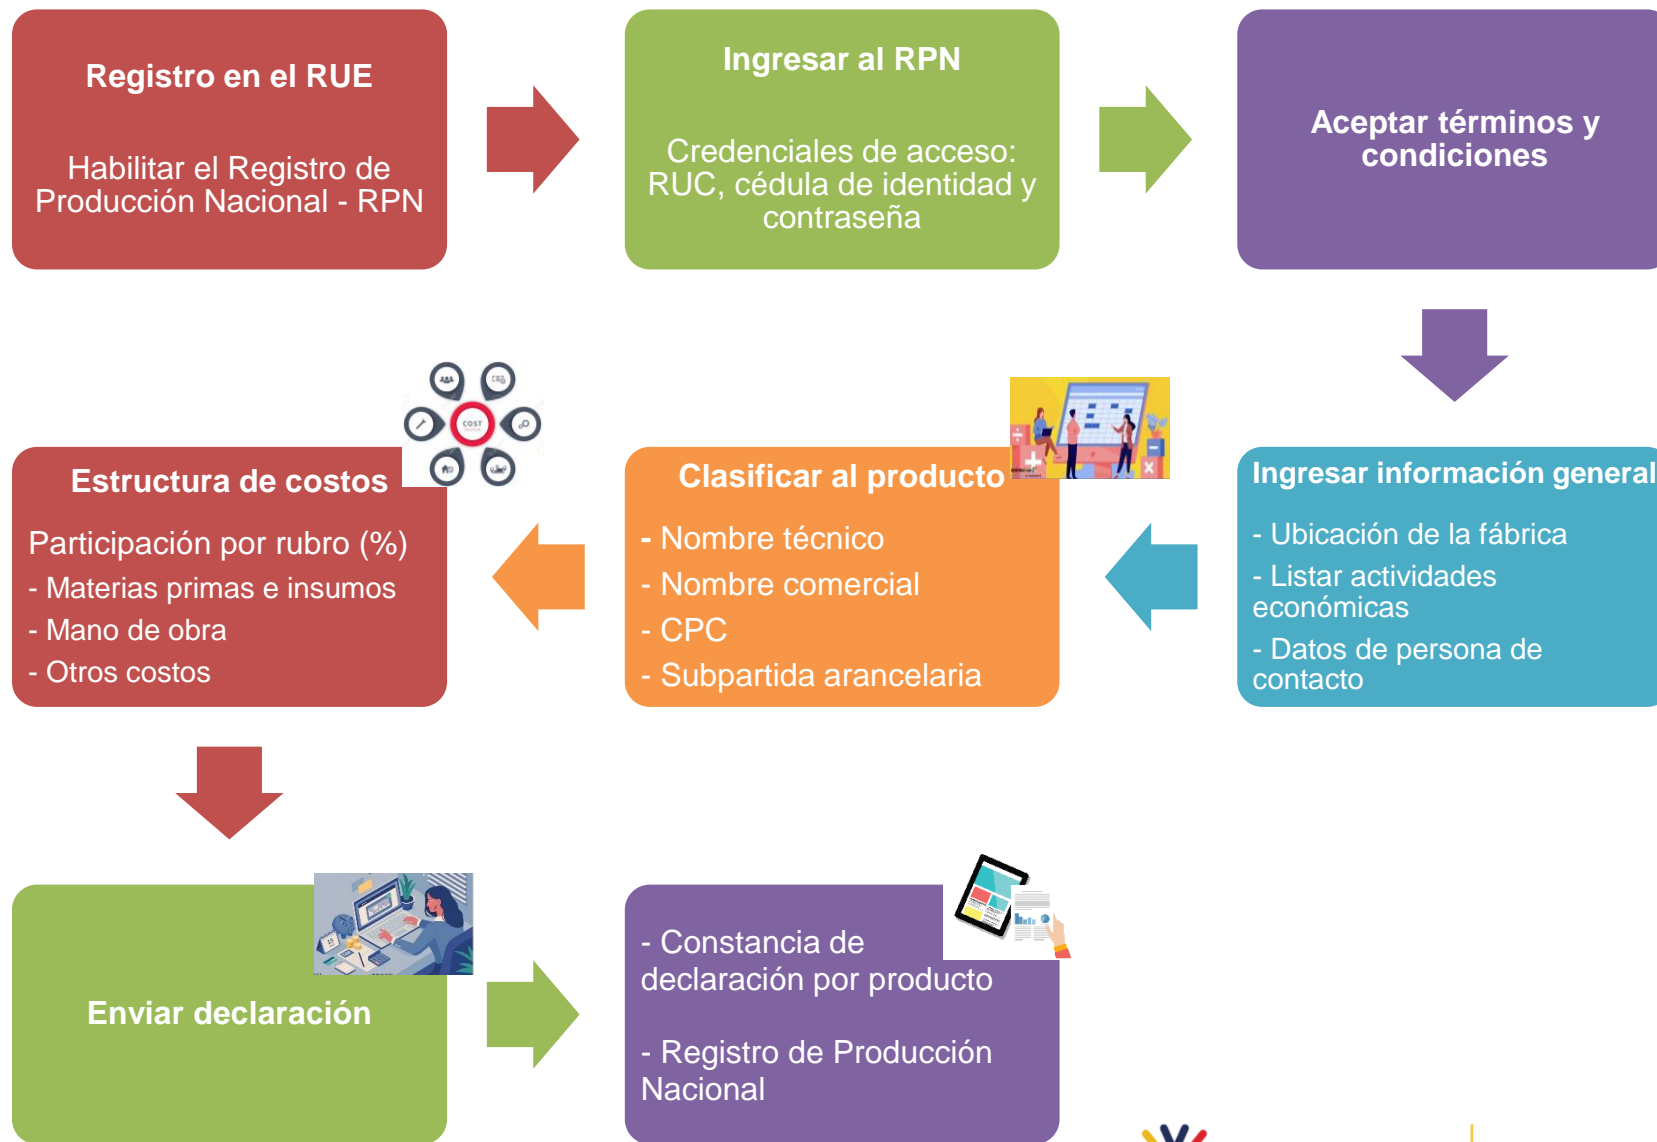 Registro en el RUE
Habilitar el Registro de
Producción Nacional - RPN
Ingresar al RPN
Credenciales de acceso:
RUC, cédula de identidad y
contraseña
Aceptar términos y
condiciones
Ingresar información general
- Ubicación de la fábrica
- Listar actividades
económicas
- Datos de persona de
contacto
Clasificar al producto
- Nombre técnico
- Nombre comercial
- CPC
- Subpartida arancelaria
COST
Estructura de costos
Participación por rubro (%)
- Materias primas e insumos
- Mano de obra
- Otros costos
Enviar declaración
- Constancia de
declaración por producto
- Registro de Producción
Nacional